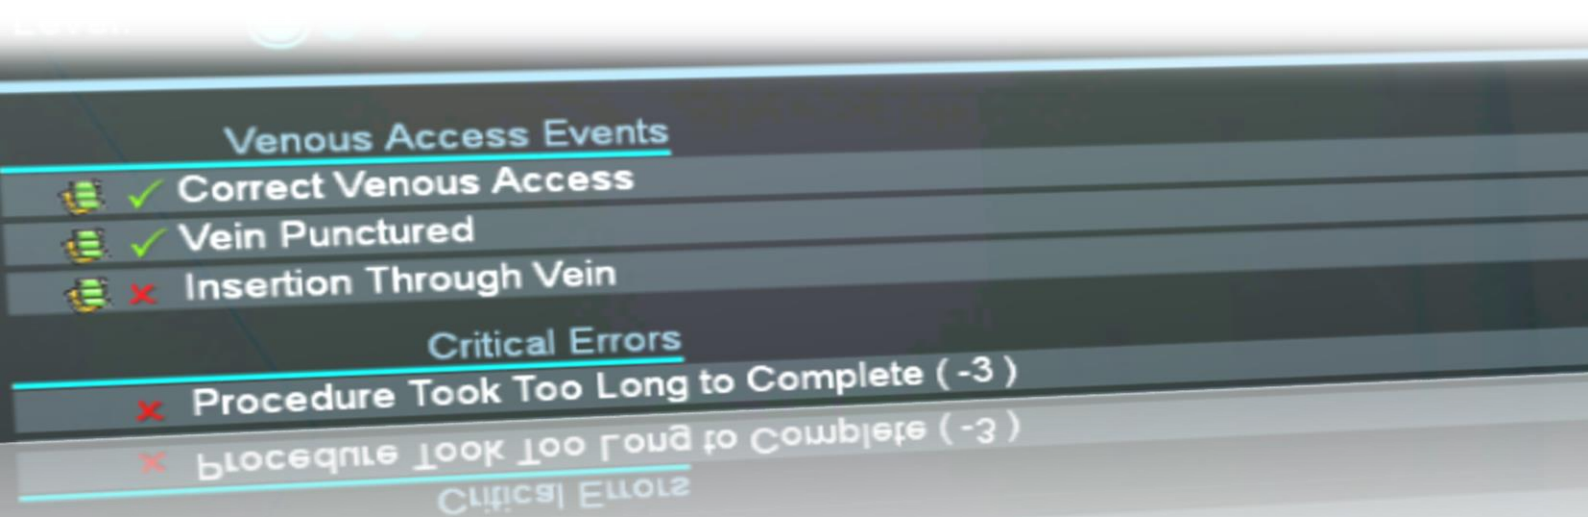 Level:
Venous Access Events
Correct Venous Access
Vein Punctured
Insertion Through Vein
Critical Errors
Procedure Took Too Long to Complete ( -3 )
Procedure Took Too Long to Complete ( -3 )
Critical Errors